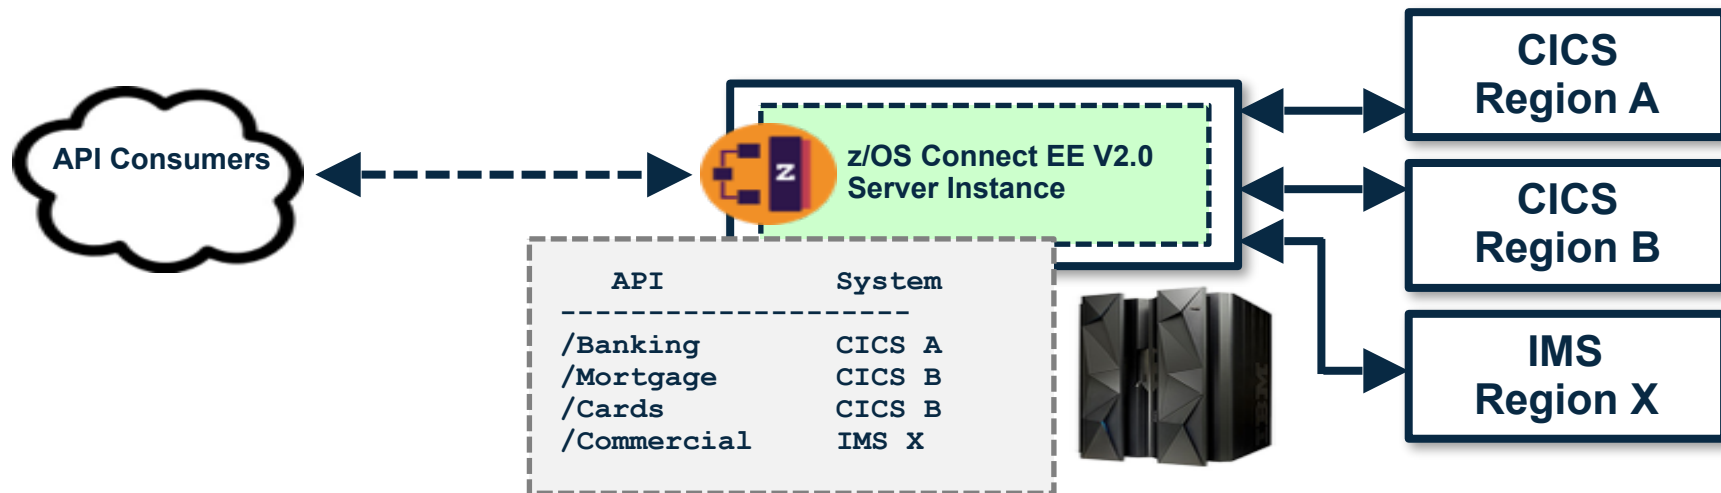 API Consumers
z/OS Connect EE V2.0
Server Instance
Z
API System
--------------------
/Banking CICS A
/Mortgage CICS B
/Cards CICS B
/Commercial IMS X
IBM
CICS
Region A
CICS
Region B
IMS
Region X